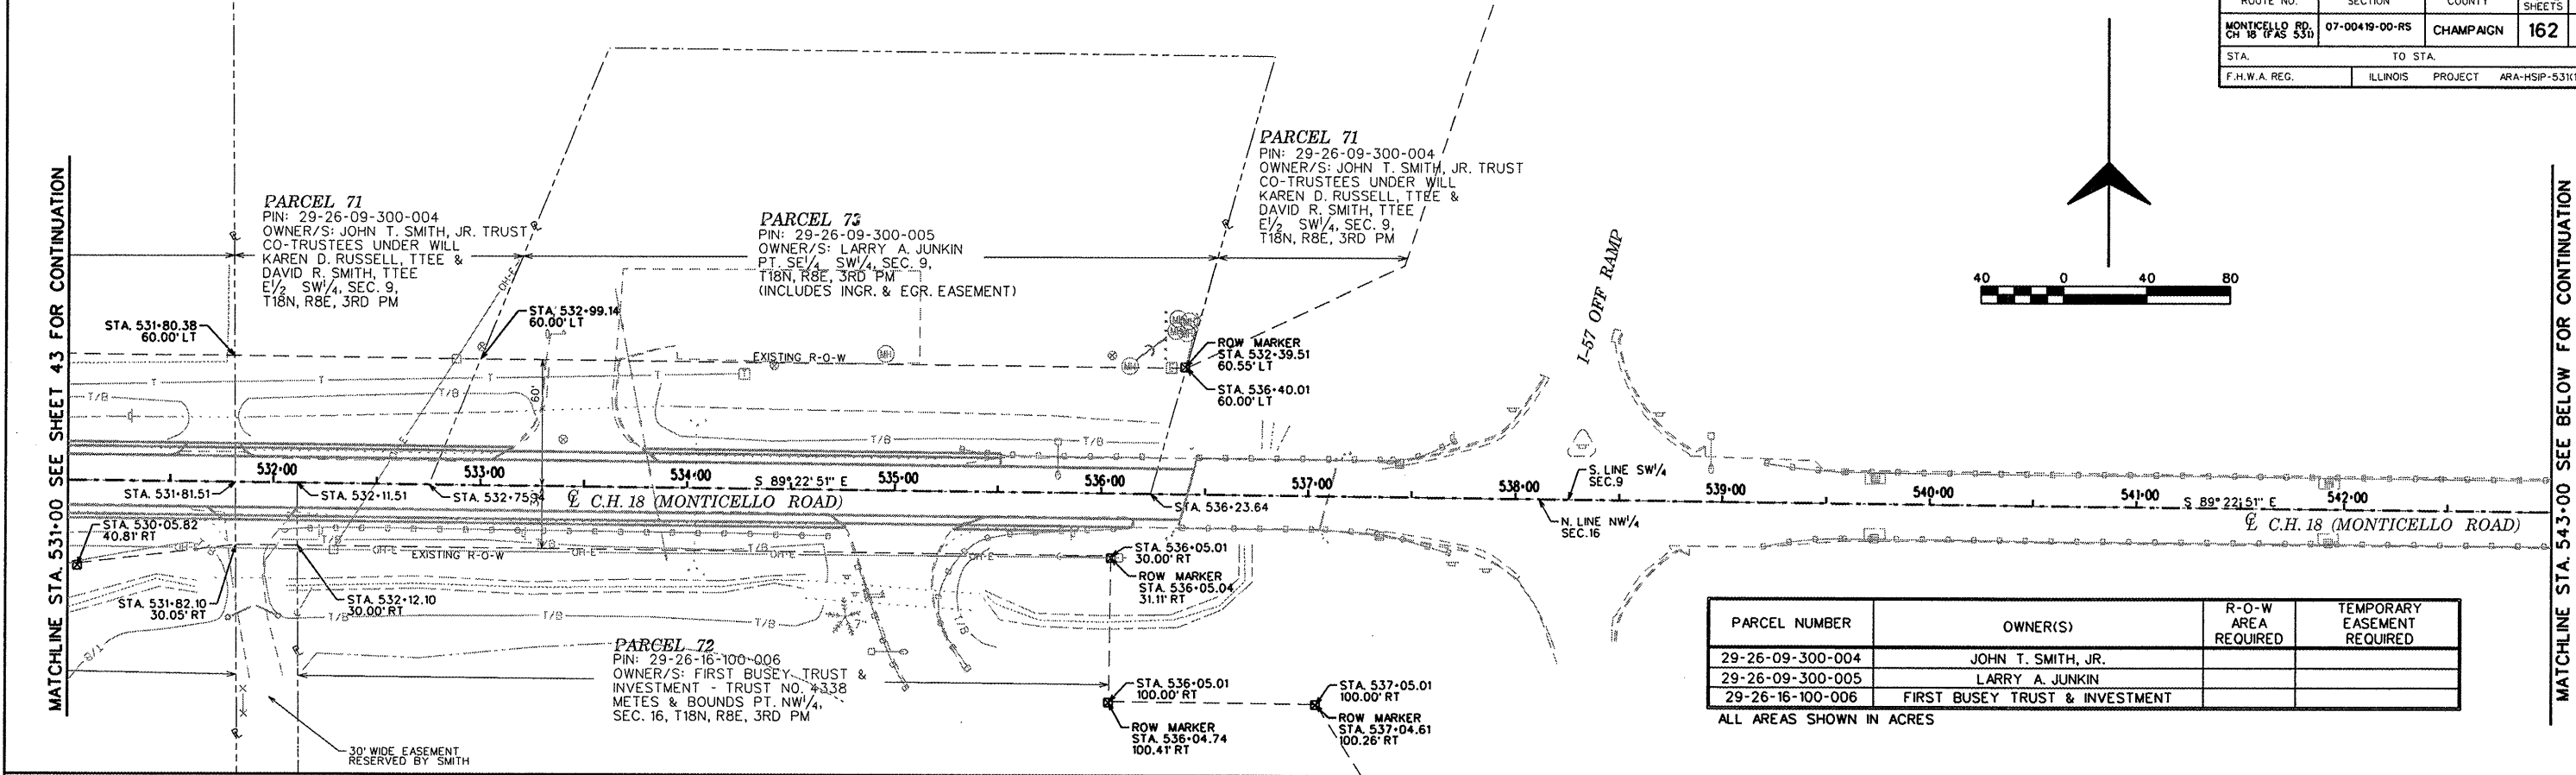 ROUTE NO. SECTION COUNTY SHEETS
MONTICELLO RD. 07-00419-00-RS CHAMPAIGN 162
CH 18 (FAS 531)
STA. TO STA.
F.H.W.A. REG. ILLINOIS PROJECT ARA-HSIP-531(1
MATCHLINE STA. 531+00 SEE SHEET 43 FOR CONTINUATION
PARCEL 71
PIN: 29-26-09-300-004
OWNER/S: JOHN T. SMITH, JR. TRUST
CO-TRUSTEES UNDER WILL
KAREN D. RUSSELL, TTEE &
DAVID R. SMITH, TTEE
E1/2 SW1/4, SEC. 9,
T18N, R8E, 3RD PM
PARCEL 73
PIN: 29-26-09-300-005
OWNER/S: LARRY A. JUNKIN
PT. SE1/4 SW1/4, SEC. 9,
T18N, R8E, 3RD PM
(INCLUDES INGR. & EGR. EASEMENT)
PARCEL 71
PIN: 29-26-09-300-004
OWNER/S: JOHN T. SMITH, JR. TRUST
CO-TRUSTEES UNDER WILL
KAREN D. RUSSELL, TTEE &
DAVID R. SMITH, TTEE
E1/2 SW1/4, SEC. 9,
T18N, R8E, 3RD PM
I-57 OFF RAMP
40 0 40 80
STA. 531+80.38
60.00' LT
STA. 532+99.14
60.00' LT
OH-E
EXISTING R-O-W
MH
MH
ROW MARKER
STA. 532+39.51
60.55' LT
STA. 536+40.01
60.00' LT
60'
T T T T
T/B T/B T/B T/B
532+00 533+00 534+00 535+00 536+00 537+00 538+00 539+00 540+00 541+00 542+00
S 89°22'51" E
S 89°22'51" E
STA. 531+81.51
STA. 532+11.51
STA. 532+75.94
℄ C.H. 18 (MONTICELLO ROAD)
STA. 536+23.64
S. LINE SW1/4
SEC.9
N. LINE NW1/4
SEC.16
℄ C.H. 18 (MONTICELLO ROAD)
STA. 530+05.82
40.81' RT
EXISTING R-O-W
OH-E OH-E OH-E OH-E
T/B T/B T/B
STA. 536+05.01
30.00' RT
ROW MARKER
STA. 536+05.04
31.11' RT
STA. 531+82.10
30.05' RT
STA. 532+12.10
30.00' RT
T/B T/B T/B T/B T/B
PARCEL 72
PIN: 29-26-16-100-006
OWNER/S: FIRST BUSEY TRUST &
INVESTMENT - TRUST NO. 4338
METES & BOUNDS PT. NW1/4,
SEC. 16, T18N, R8E, 3RD PM
STA. 536+05.01
100.00' RT
ROW MARKER
STA. 536+04.74
100.41' RT
STA. 537+05.01
100.00' RT
ROW MARKER
STA. 537+04.61
100.26' RT
30' WIDE EASEMENT
RESERVED BY SMITH
PARCEL NUMBER OWNER(S) R-O-W AREA REQUIRED TEMPORARY EASEMENT REQUIRED
29-26-09-300-004 JOHN T. SMITH, JR.
29-26-09-300-005 LARRY A. JUNKIN
29-26-16-100-006 FIRST BUSEY TRUST & INVESTMENT
ALL AREAS SHOWN IN ACRES
MATCHLINE STA. 543+00 SEE BELOW FOR CONTINUATION